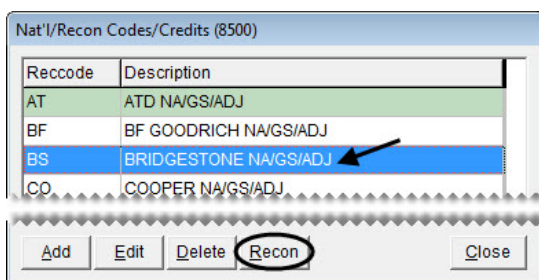 Nat'l/Recon Codes/Credits (8500)
Reccode Description
AT ATD NA/GS/ADJ
BF BF GOODRICH NA/GS/ADJ
BS BRIDGESTONE NA/GS/ADJ
CO COOPER NA/GS/ADJ
Add Edit Delete Recon Close